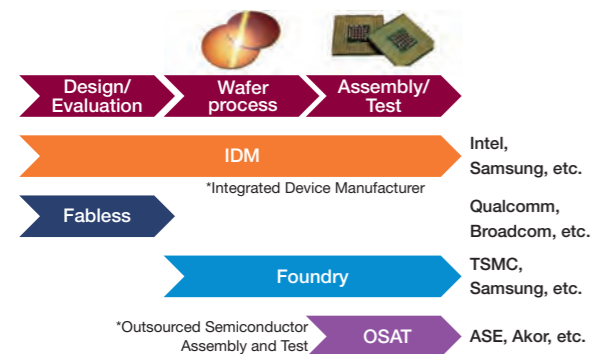 Design/
Evaluation
Wafer
process
Assembly/
Test
IDM
Intel,
Samsung, etc.
*Integrated Device Manufacturer
Fabless
Qualcomm,
Broadcom, etc.
Foundry
TSMC,
Samsung, etc.
*Outsourced Semiconductor
Assembly and Test
OSAT
ASE, Akor, etc.